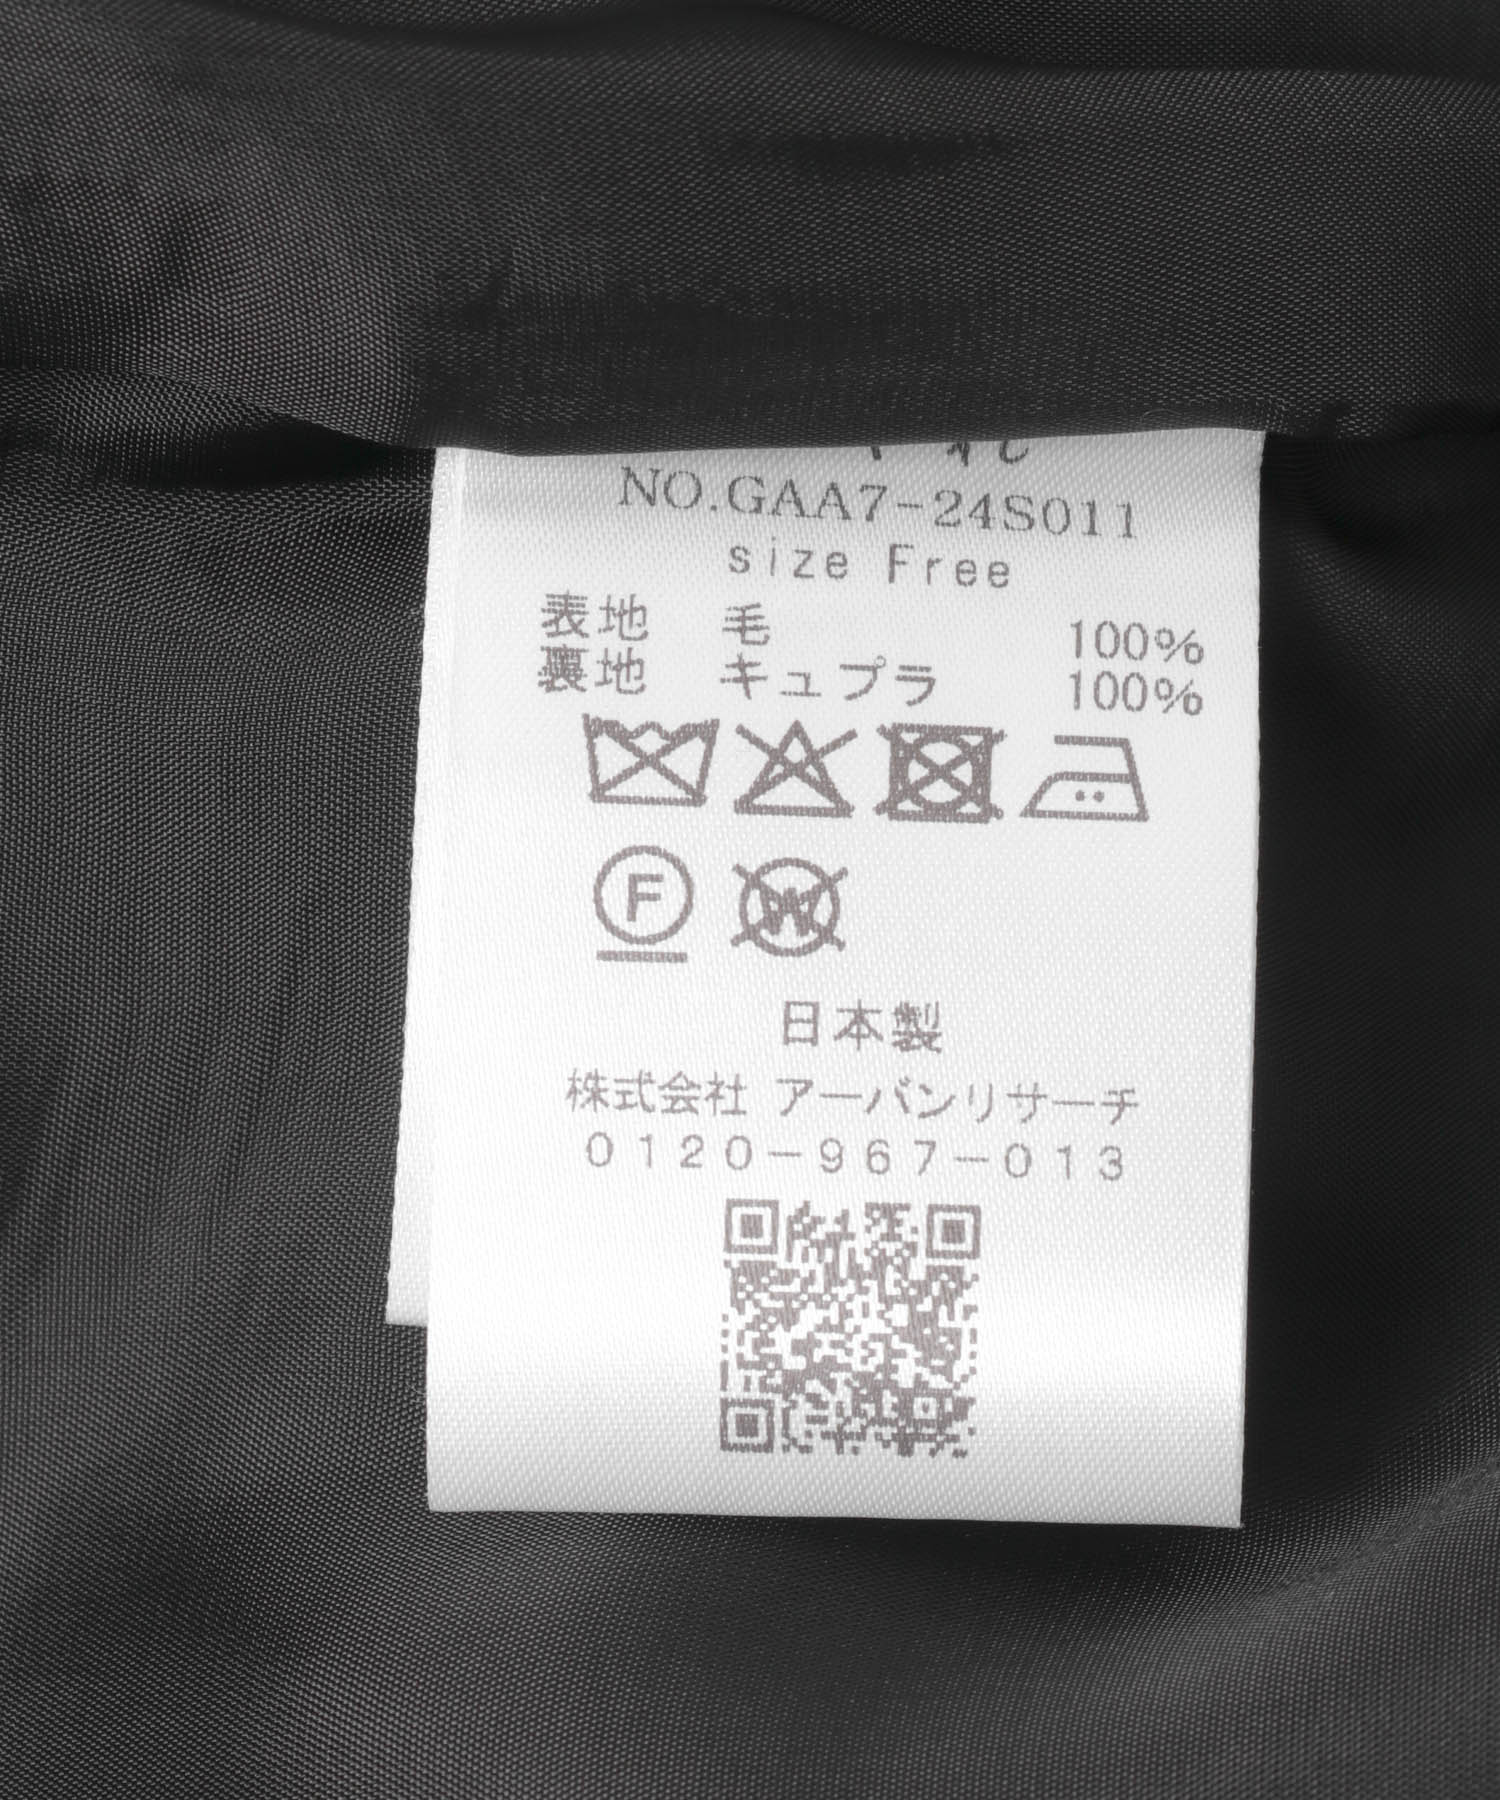 NO.GAA7-24S011
size Free
表地 毛 100%
裏地 キュプラ 100%
F
W
日本製
株式会社 アーバンリサーチ
0120-967-013